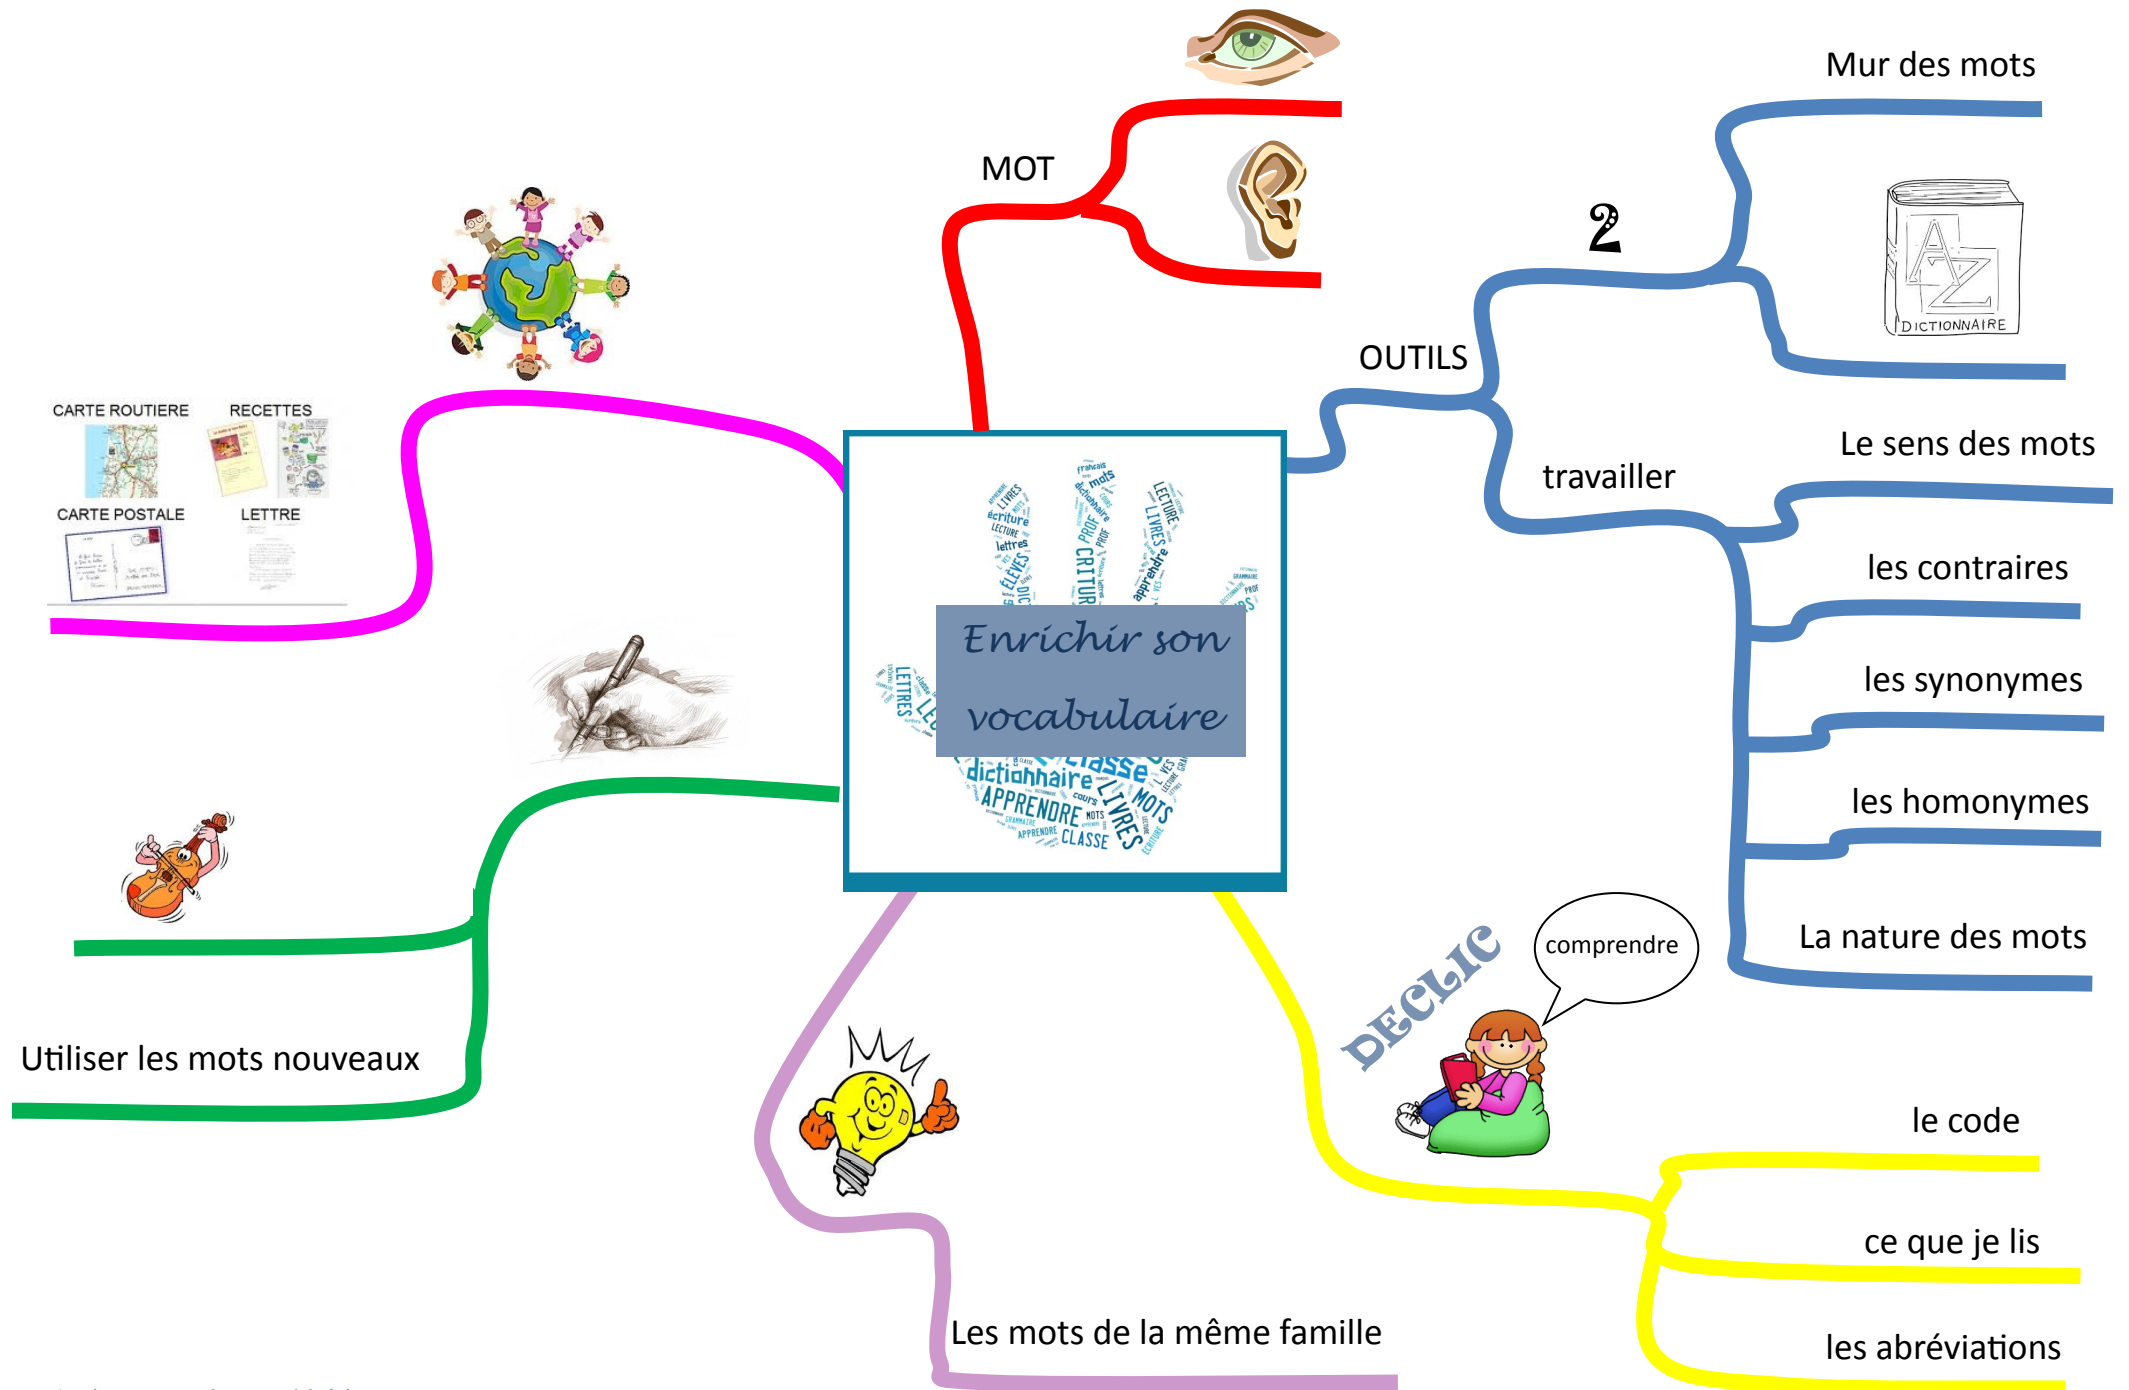 Mur des mots
MOT
2
DICTIONNAIRE
OUTILS
CARTE ROUTIERE
RECETTES
Le sens des mots
travailler
CARTE POSTALE
LETTRE
les contraires
Enrichir son
vocabulaire
les synonymes
les homonymes
dictionnaire
APPRENDRE
LIVRES
MOTS
CLASSE
La nature des mots
DECLIC
comprendre
Utiliser les mots nouveaux
le code
ce que je lis
Les mots de la même famille
les abréviations